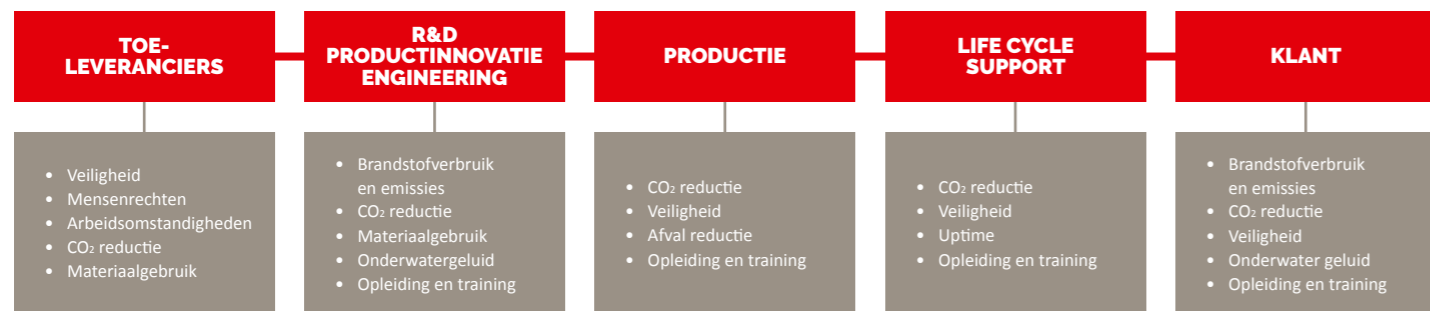 TOE-
LEVERANCIERS
• Veiligheid
• Mensenrechten
• Arbeidsomstandigheden
• CO₂ reductie
• Materiaalgebruik
R&D
PRODUCTINNOVATIE
ENGINEERING
• Brandstofverbruik
en emissies
• CO₂ reductie
• Materiaalgebruik
• Onderwatergeluid
• Opleiding en training
PRODUCTIE
• CO₂ reductie
• Veiligheid
• Afval reductie
• Opleiding en training
LIFE CYCLE
SUPPORT
• CO₂ reductie
• Veiligheid
• Uptime
• Opleiding en training
KLANT
• Brandstofverbruik
en emissies
• CO₂ reductie
• Veiligheid
• Onderwater geluid
• Opleiding en training